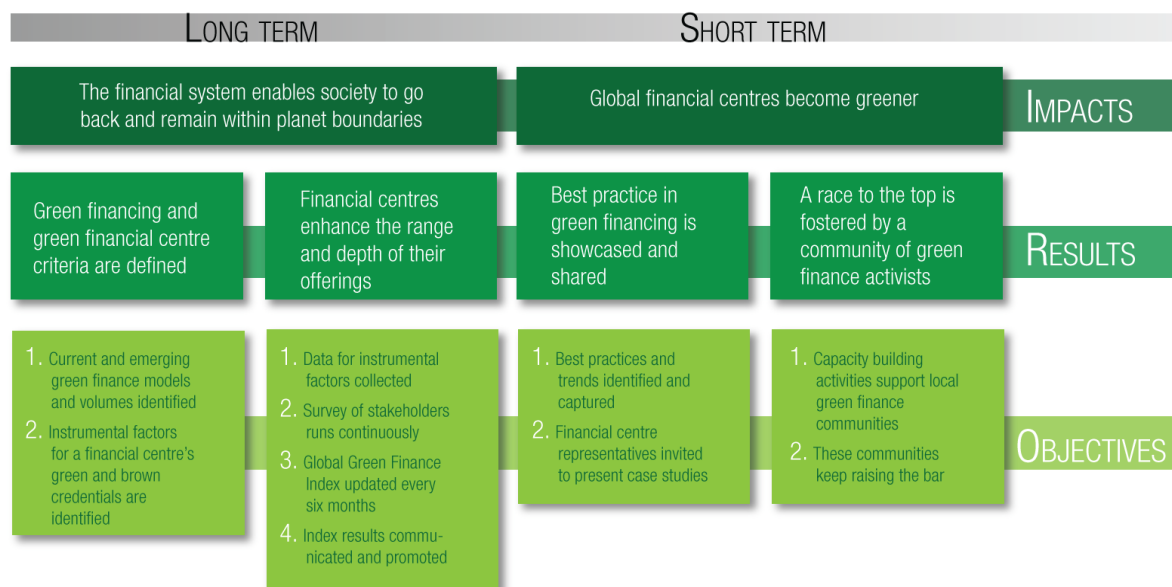 LONG TERM
SHORT TERM
The financial system enables society to go
back and remain within planet boundaries
Global financial centres become greener
IMPACTS
Green financing and
green financial centre
criteria are defined
Financial centres
enhance the range
and depth of their
offerings
Best practice in
green financing is
showcased and
shared
A race to the top is
fostered by a
community of green
finance activists
RESULTS
1. Current and emerging
green finance models
and volumes identified
2. Instrumental factors
for a financial centre's
green and brown
credentials are
identified
1. Data for instrumental
factors collected
2. Survey of stakeholders
runs continuously
3. Global Green Finance
Index updated every
six months
4. Index results commu-
nicated and promoted
1. Best practices and
trends identified and
captured
2. Financial centre
representatives invited
to present case studies
1. Capacity building
activities support local
green finance
communities
2. These communities
keep raising the bar
OBJECTIVES